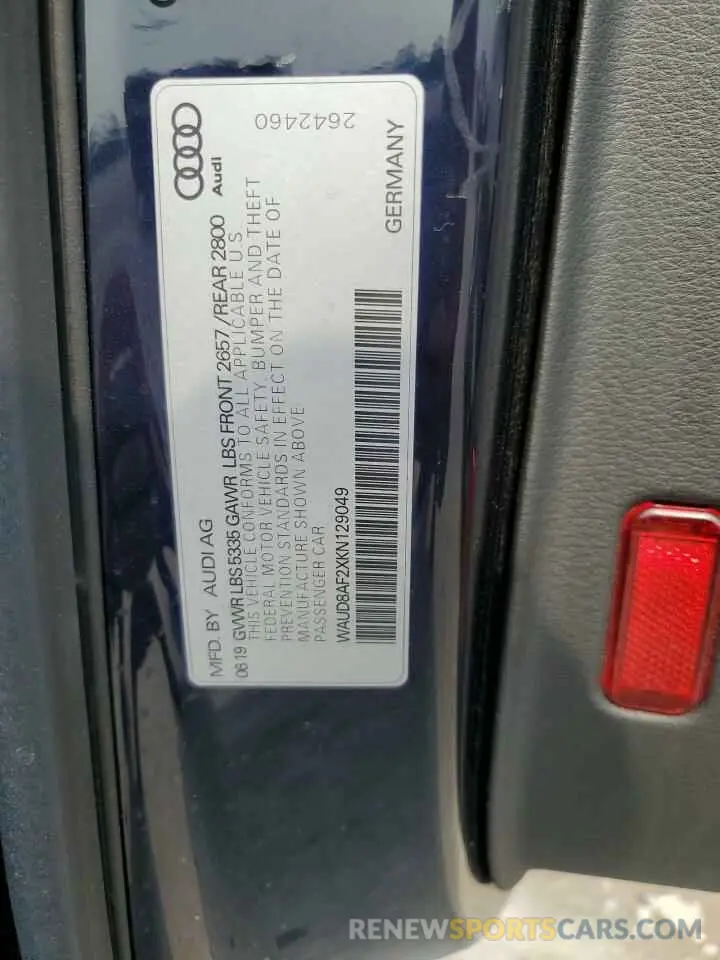 MFD. BY AUDI AG
Audi
0619 GVWR LBS 5335 GAWR LBS FRONT 2657/REAR 2800
THIS VEHICLE CONFORMS TO ALL APPLICABLE U S
FEDERAL MOTOR VEHICLE SAFETY, BUMPER AND THEFT
PREVENTION STANDARDS IN EFFECT ON THE DATE OF
MANUFACTURE SHOWN ABOVE
PASSENGER CAR
2642460
WAUD8AF2XKN129049
GERMANY
RENEWSPORTSCARS.COM